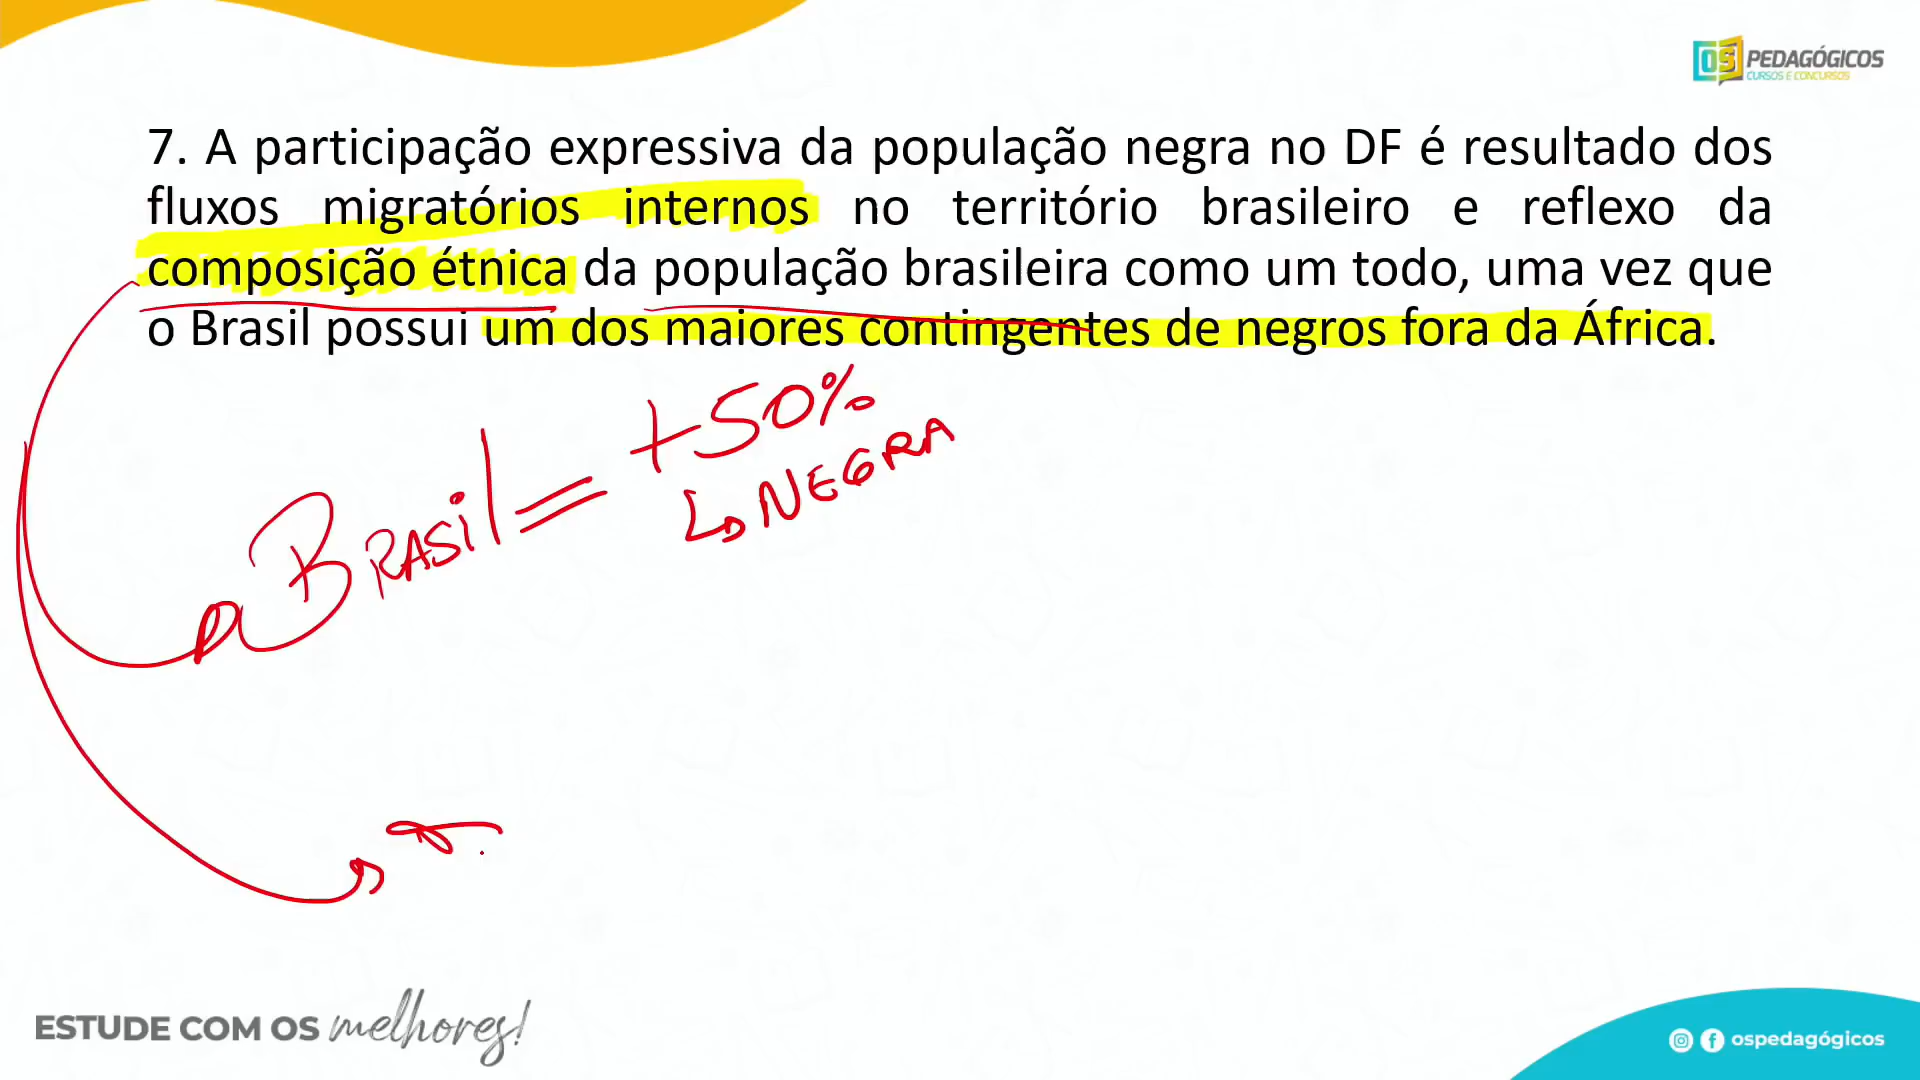 OS PEDAGÓGICOS
CURSOS E CONCURSOS
7. A participação expressiva da população negra no DF é resultado dos
fluxos migratórios internos no território brasileiro e reflexo da
composição étnica da população brasileira como um todo, uma vez que
o Brasil possui um dos maiores contingentes de negros fora da África.
BRASil = +50%
NEGRA
ESTUDE COM OS melhores!
ospedagógicos